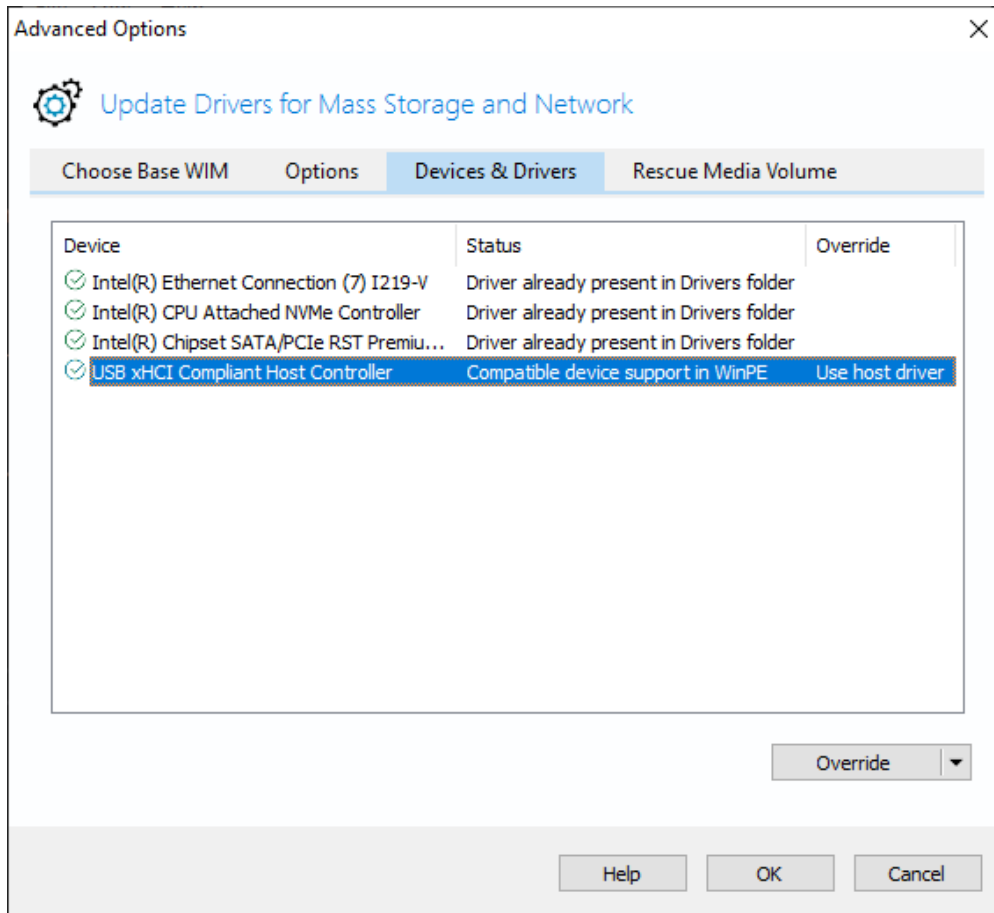 Advanced Options
Update Drivers for Mass Storage and Network
Choose Base WIM Options Devices & Drivers Rescue Media Volume
Device Status Override
Intel(R) Ethernet Connection (7) I219-V Driver already present in Drivers folder
Intel(R) CPU Attached NVMe Controller Driver already present in Drivers folder
Intel(R) Chipset SATA/PCIe RST Premiu... Driver already present in Drivers folder
USB xHCI Compliant Host Controller Compatible device support in WinPE Use host driver
Override
Help OK Cancel